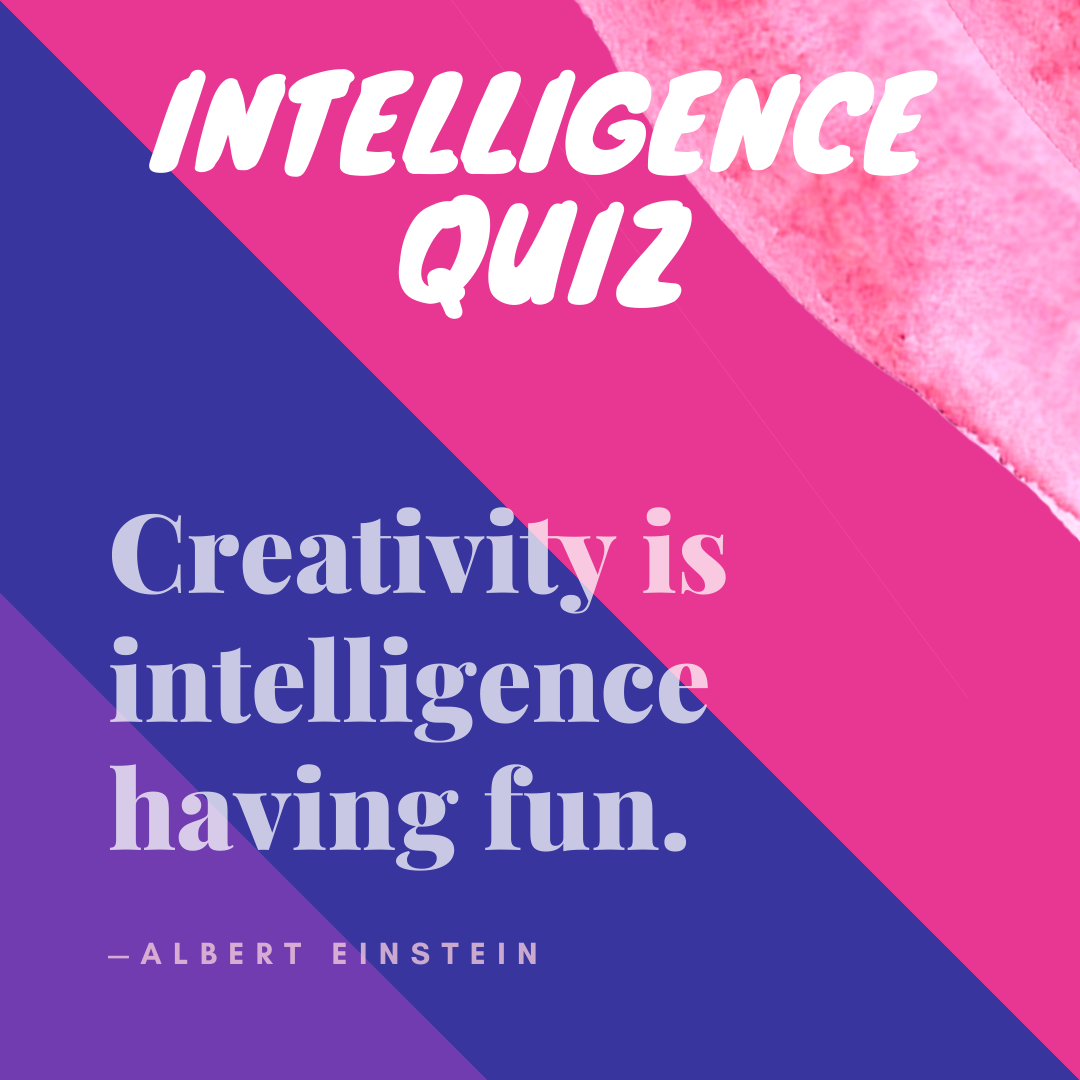 INTELLIGENCE
QUIZ
Creativity is
intelligence
having fun.
—ALBERT EINSTEIN